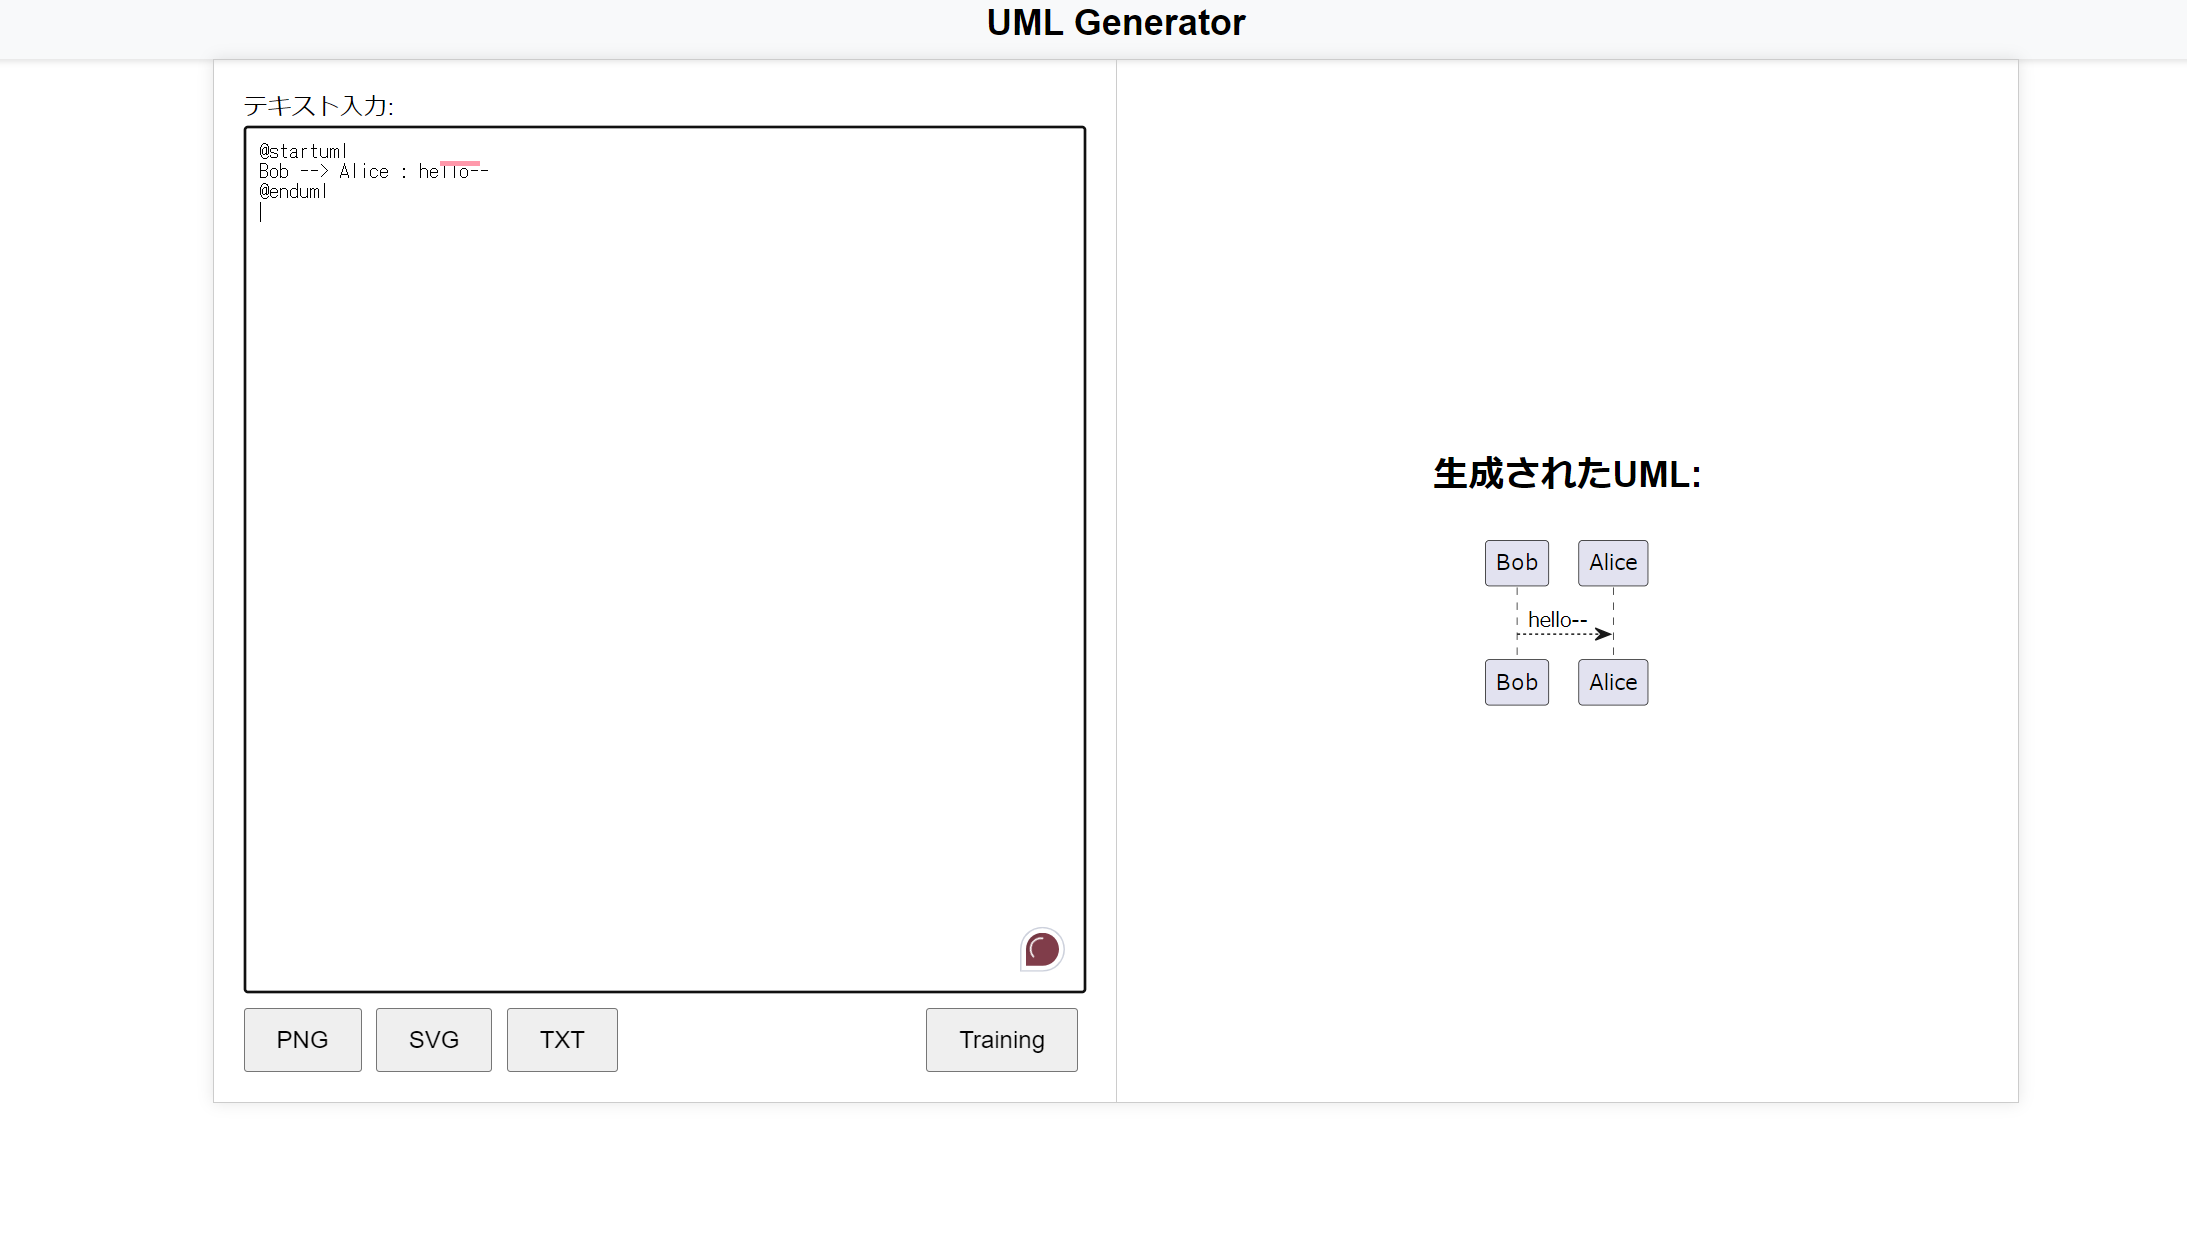 UML Generator
テキスト入力:
@startuml
Bob --> Alice : hello--
@enduml
PNG
SVG
TXT
Training
生成されたUML:
Bob Alice
hello--
Bob Alice